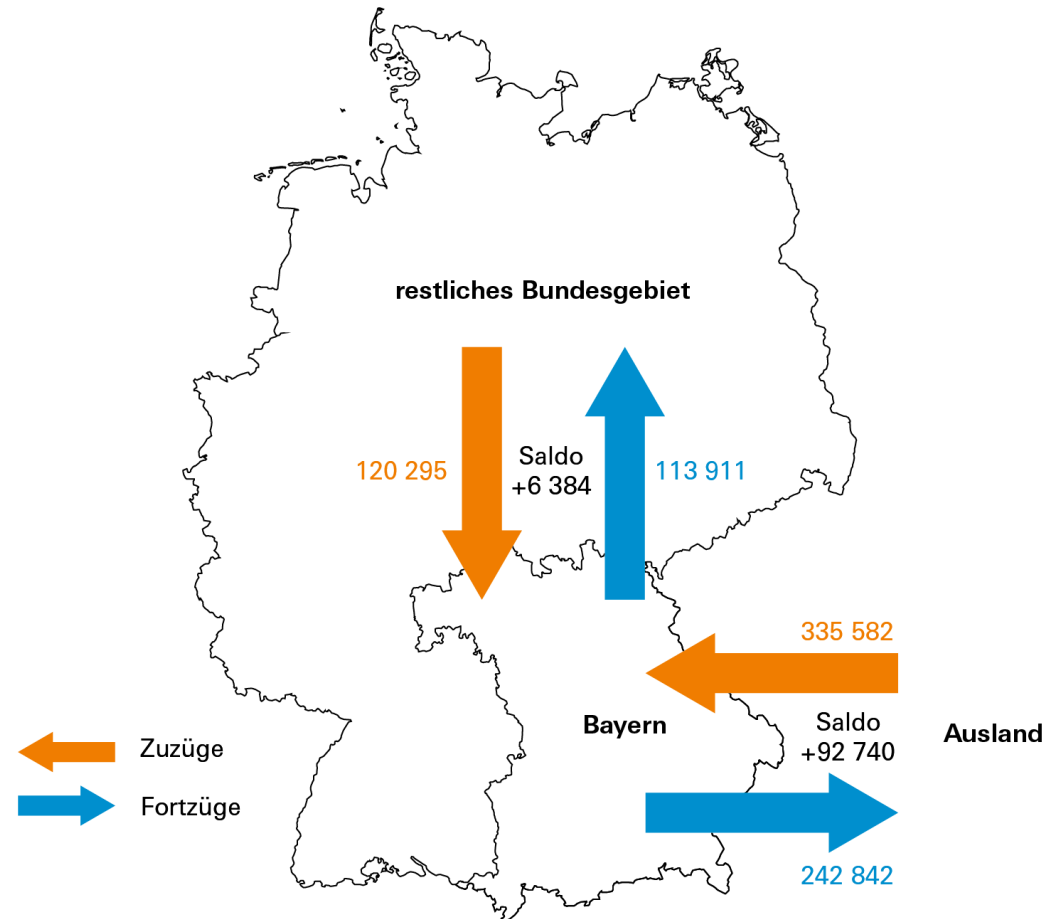 restliches Bundesgebiet
120 295
Saldo
+6 384
113 911
335 582
Bayern
Saldo
+92 740
Ausland
242 842
Zuzüge
Fortzüge